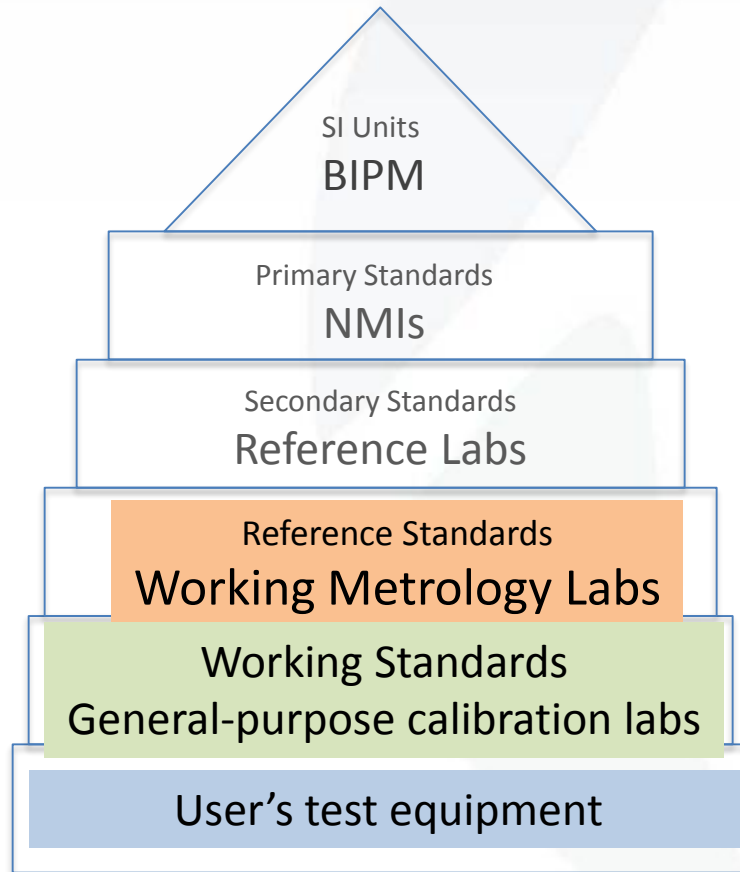 SI Units
BIPM
Primary Standards
NMIs
Secondary Standards
Reference Labs
Reference Standards
Working Metrology Labs
Working Standards
General-purpose calibration labs
User’s test equipment